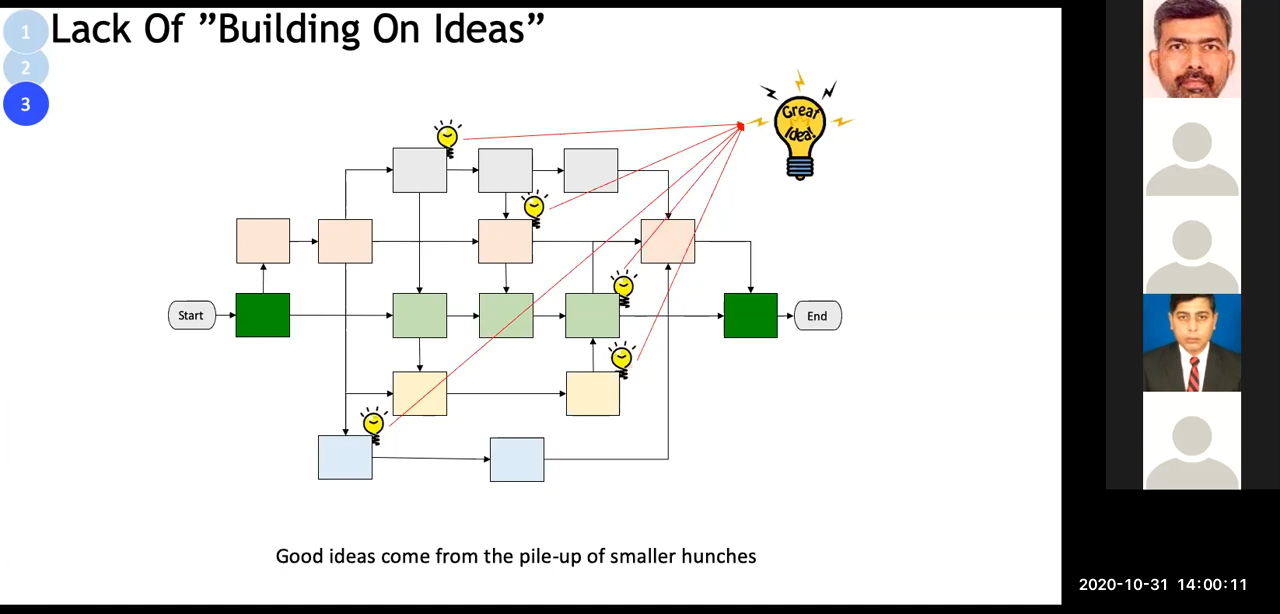 Lack Of ”Building On Ideas”
1
2
3
Great
Idea!
Start
End
Good ideas come from the pile-up of smaller hunches
2020-10-31 14:00:11